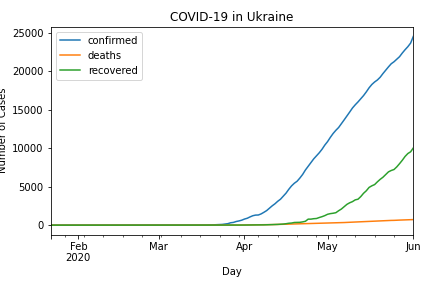 COVID-19 in Ukraine
confirmed
deaths
recovered
25000
20000
15000
10000
5000
0
Number of Cases
Feb
2020
Mar
Apr
May
Jun
Day